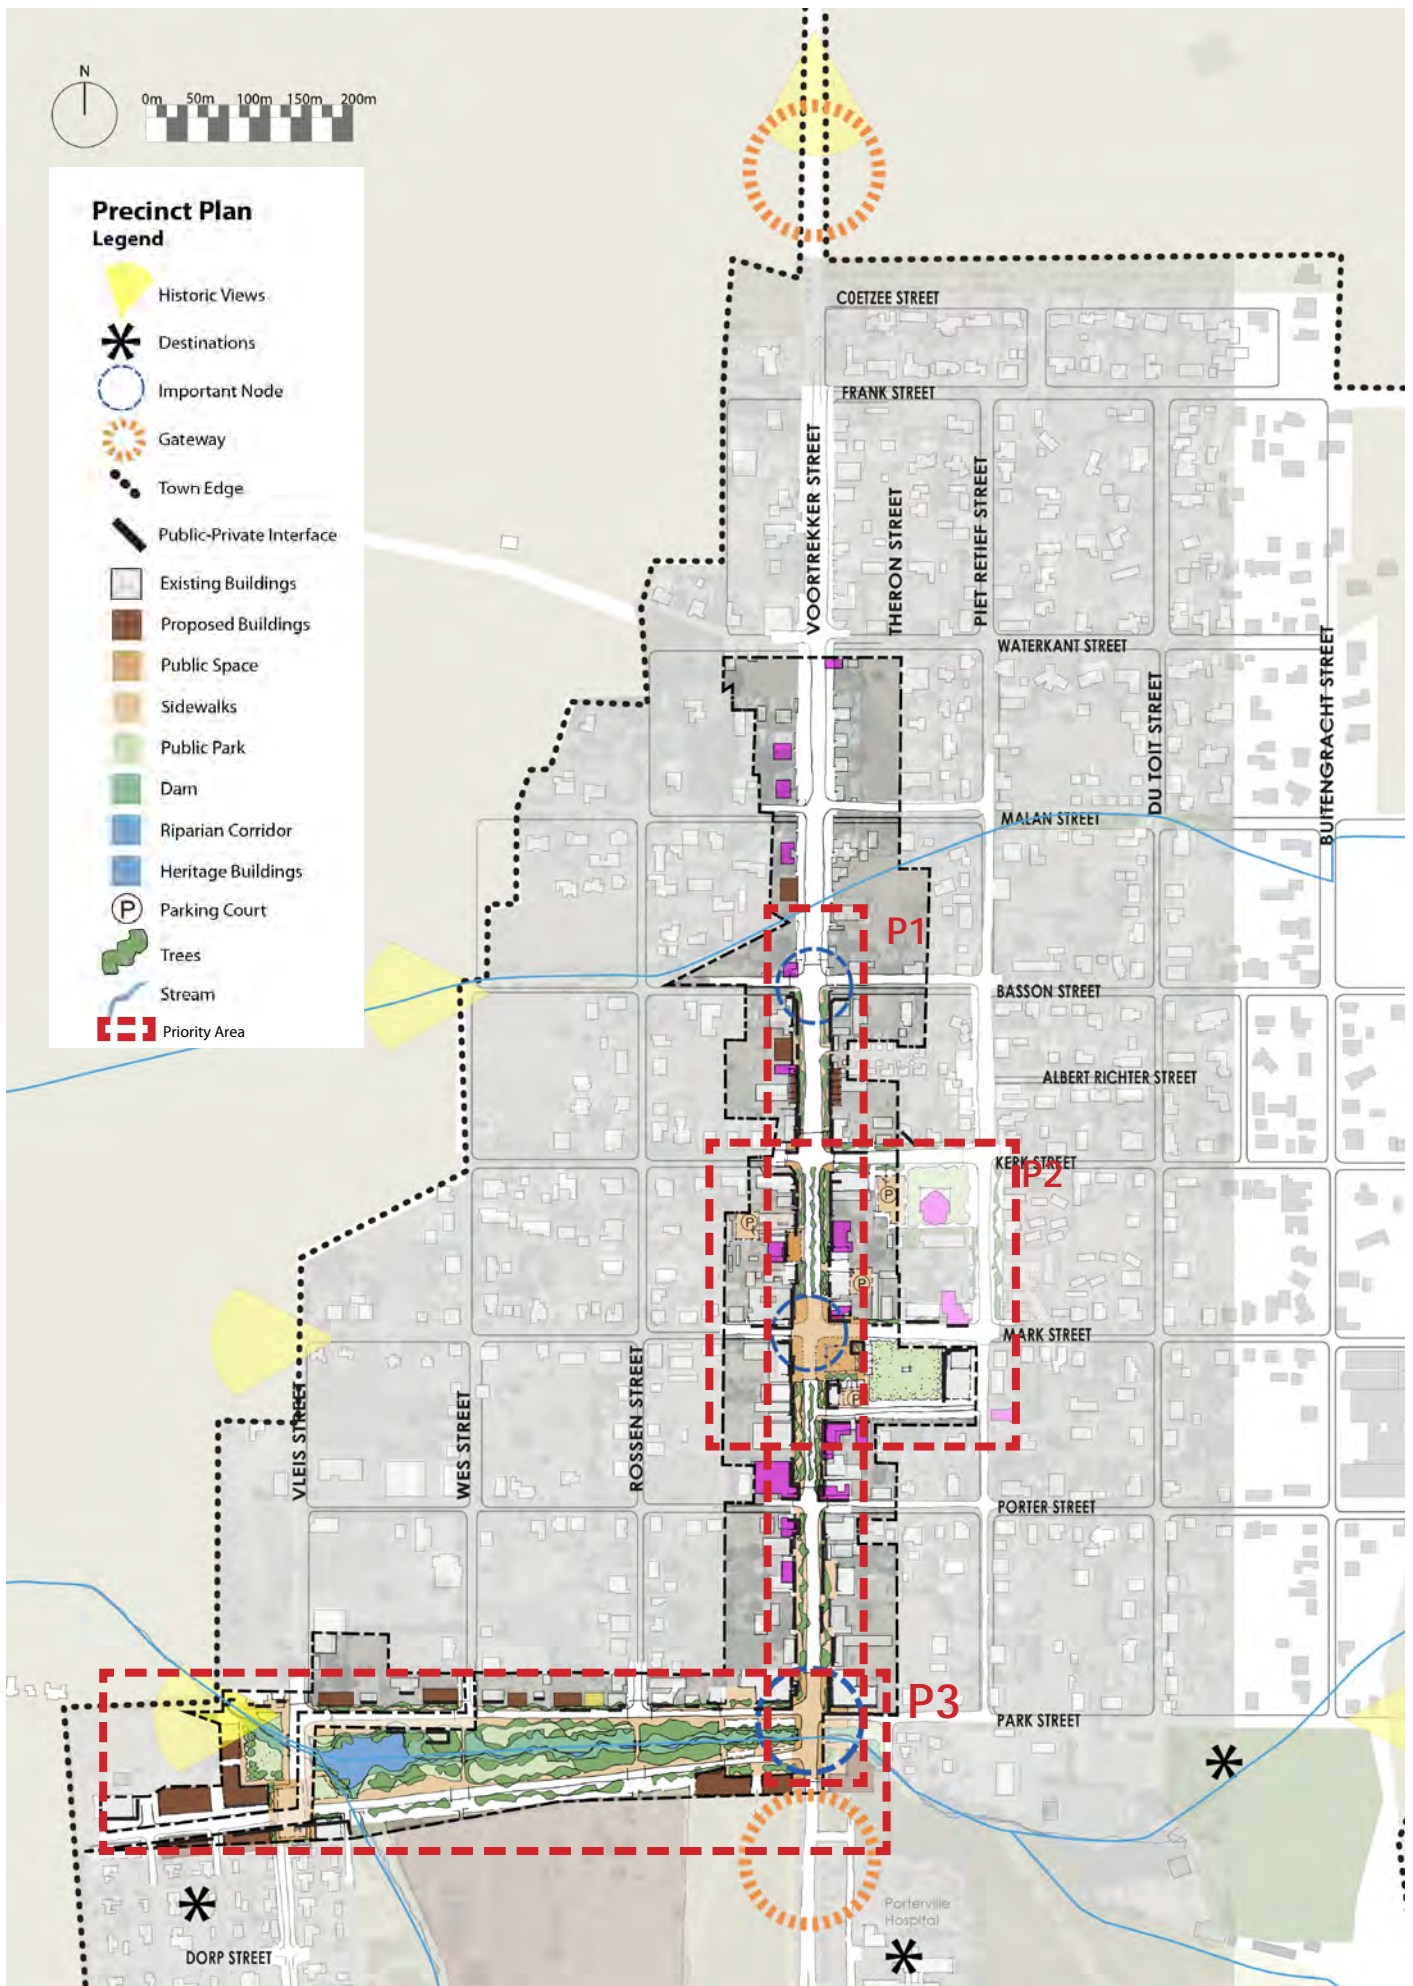 N
0m 50m 100m 150m 200m
Precinct Plan
Legend
Historic Views
Destinations
Important Node
Gateway
Town Edge
Public-Private Interface
Existing Buildings
Proposed Buildings
Public Space
Sidewalks
Public Park
Dam
Riparian Corridor
Heritage Buildings
P Parking Court
Trees
Stream
Priority Area
COETZEE STREET
FRANK STREET
VOORTREKKER STREET
THERON STREET
PIET RETIEF STREET
WATERKANT STREET
DU TOIT STREET
BUITENGRACHT STREET
MALAN STREET
P1
BASSON STREET
ALBERT RICHTER STREET
KERK STREET
P2
P
P
P
MARK STREET
P
VLEIS STREET
WES STREET
ROSSEN STREET
PORTER STREET
P3
PARK STREET
Porterville
Hospital
DORP STREET